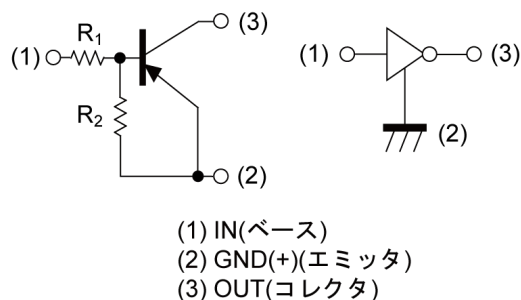 R₁
(1)
(3)
R₂
(2)
(1)
(3)
(2)
(1) IN(ベース)
(2) GND(+)(エミッタ)
(3) OUT(コレクタ)